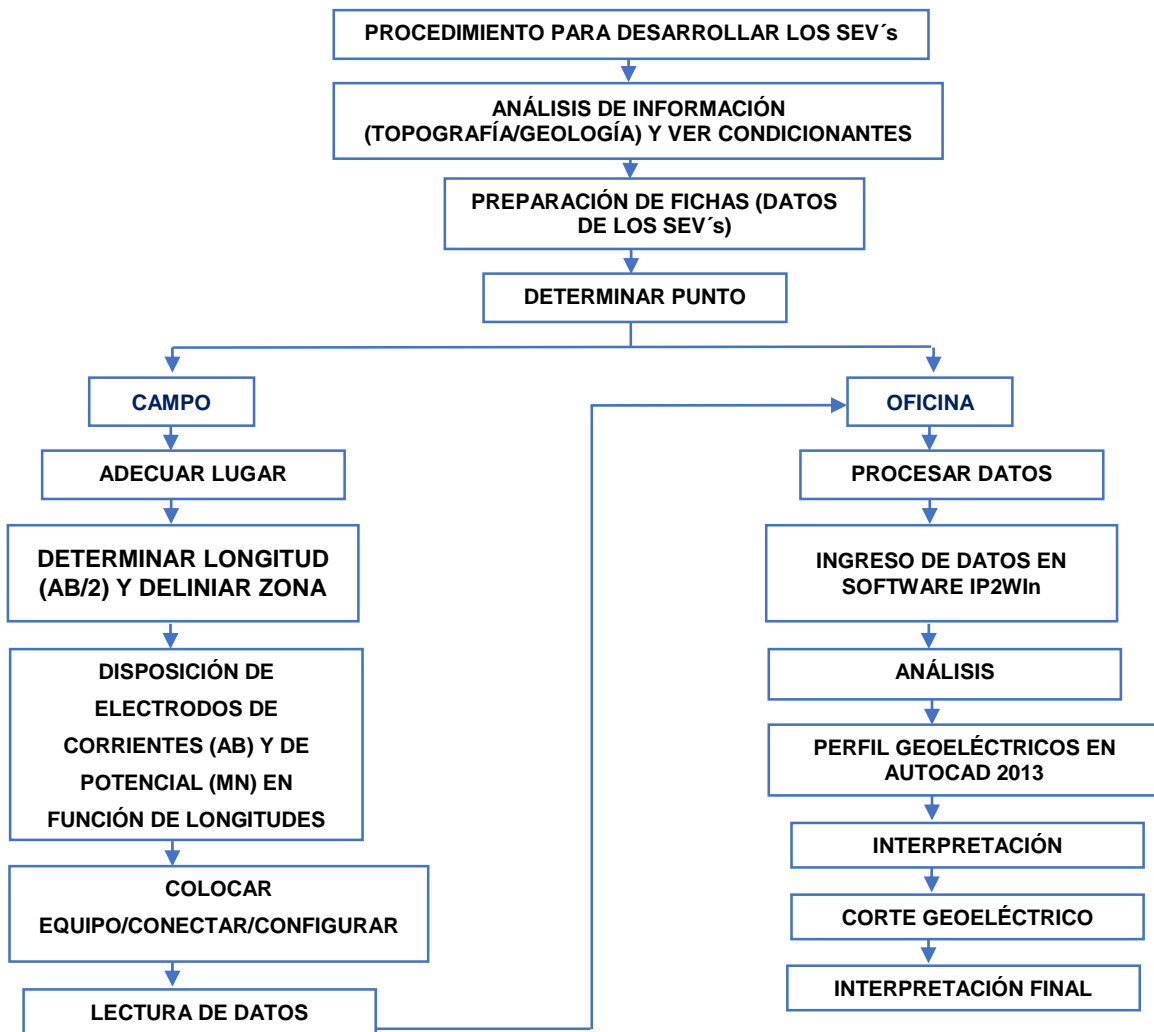 PROCEDIMIENTO PARA DESARROLLAR LOS SEV´s
ANÁLISIS DE INFORMACIÓN
(TOPOGRAFÍA/GEOLOGÍA) Y VER CONDICIONANTES
PREPARACIÓN DE FICHAS (DATOS
DE LOS SEV´s)
DETERMINAR PUNTO
CAMPO
ADECUAR LUGAR
DETERMINAR LONGITUD
(AB/2) Y DELINIAR ZONA
DISPOSICIÓN DE
ELECTRODOS DE
CORRIENTES (AB) Y DE
POTENCIAL (MN) EN
FUNCIÓN DE LONGITUDES
COLOCAR
EQUIPO/CONECTAR/CONFIGURAR
LECTURA DE DATOS
OFICINA
PROCESAR DATOS
INGRESO DE DATOS EN
SOFTWARE IP2WIn
ANÁLISIS
PERFIL GEOELÉCTRICOS EN
AUTOCAD 2013
INTERPRETACIÓN
CORTE GEOELÉCTRICO
INTERPRETACIÓN FINAL